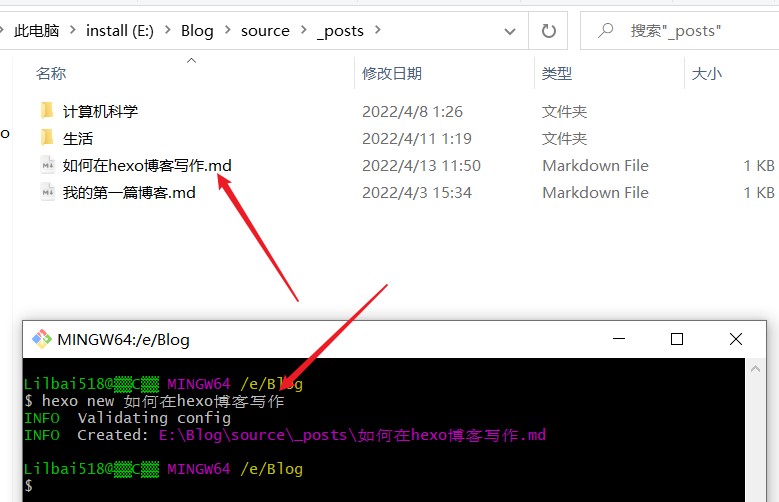 此电脑 > install (E:) > Blog > source > _posts >
搜索"_posts"
名称 修改日期 类型 大小
计算机科学 2022/4/8 1:26 文件夹
生活 2022/4/11 1:19 文件夹
如何在hexo博客写作.md 2022/4/13 11:50 Markdown File 1 KB
我的第一篇博客.md 2022/4/3 15:34 Markdown File 1 KB
MINGW64:/e/Blog
Lilbai518@▒▒C▒▒ MINGW64 /e/Blog
$ hexo new 如何在hexo博客写作
INFO  Validating config
INFO  Created: E:\Blog\source\_posts\如何在hexo博客写作.md
Lilbai518@▒▒C▒▒ MINGW64 /e/Blog
$